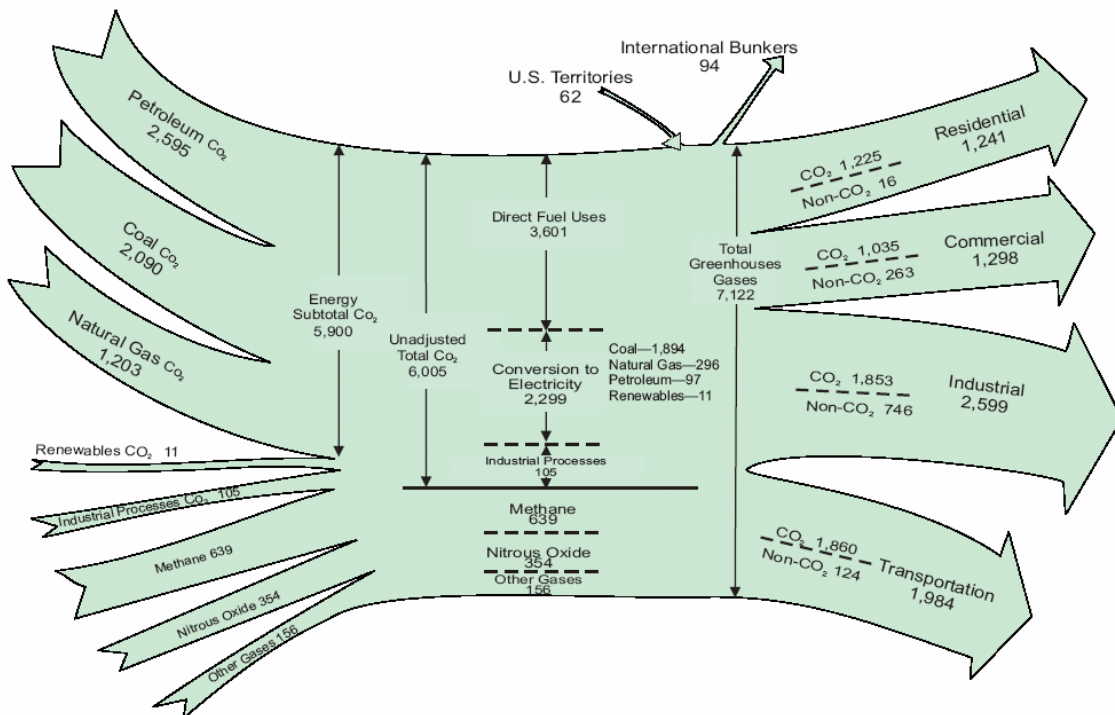 International Bunkers
94
U.S. Territories
62
Petroleum Co₂
2,595
Coal Co₂
2,090
Natural Gas Co₂
1,203
Renewables CO₂ 11
Industrial Processes Co₂ 105
Methane 639
Nitrous Oxide 354
Other Gases 156
Energy
Subtotal Co₂
5,900
Unadjusted
Total Co₂
6,005
Direct Fuel Uses
3,601
Conversion to
Electricity
2,299
Coal—1,894
Natural Gas—296
Petroleum—97
Renewables—11
Industrial Processes
105
Methane
639
Nitrous Oxide
354
Other Gases
156
Total
Greenhouses
Gases
7,122
CO₂ 1,225
Non-CO₂ 16
Residential
1,241
CO₂ 1,035
Non-CO₂ 263
Commercial
1,298
CO₂ 1,853
Non-CO₂ 746
Industrial
2,599
CO₂ 1,860
Non-CO₂ 124
Transportation
1,984